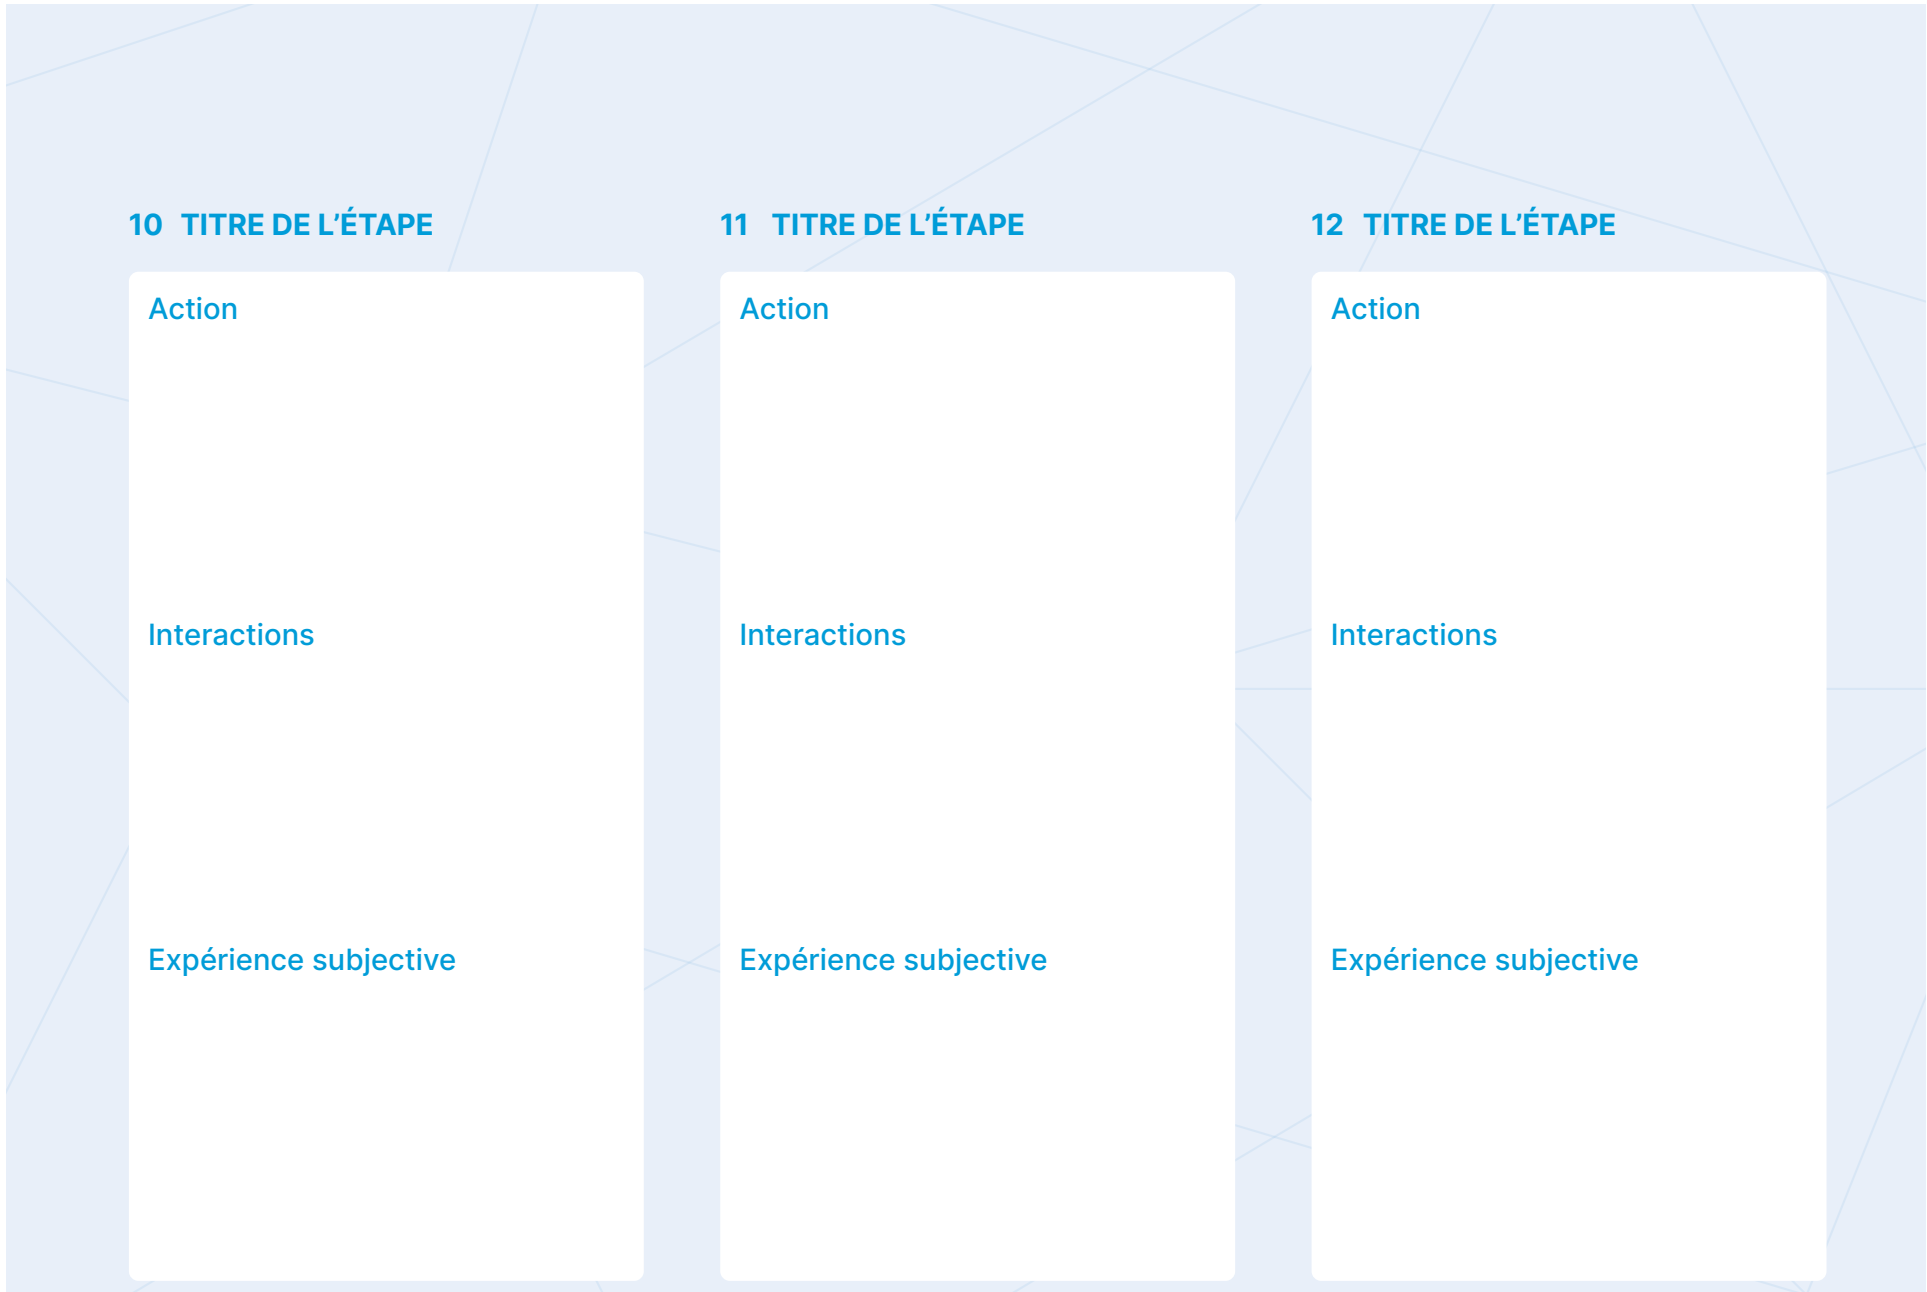 10 TITRE DE L’ÉTAPE
Action
Interactions
Expérience subjective
11 TITRE DE L’ÉTAPE
Action
Interactions
Expérience subjective
12 TITRE DE L’ÉTAPE
Action
Interactions
Expérience subjective